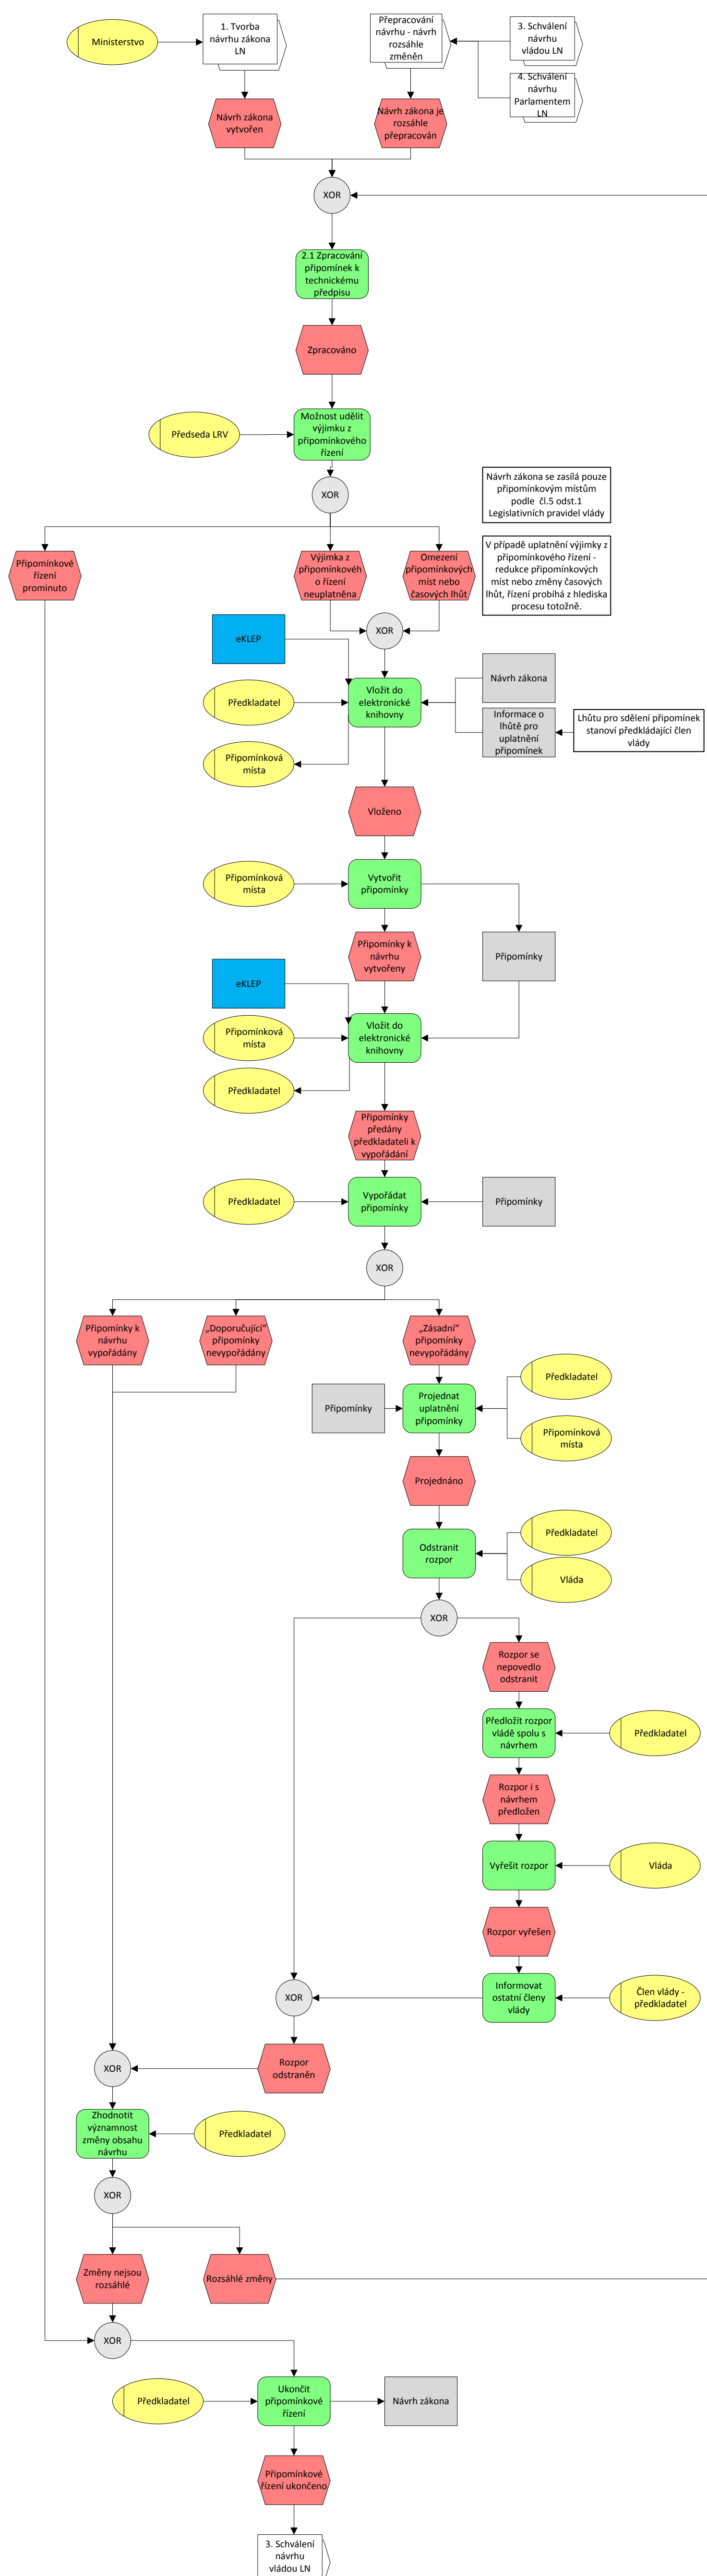 Ministerstvo
1. Tvorba
návrhu zákona
LN
Přepracování
návrhu - návrh
rozsáhle
změněn
3. Schválení
návrhu
vládou LN
4. Schválení
návrhu
Parlamentem
LN
Návrh zákona
vytvořen
Návrh zákona je
rozsáhle
přepracován
XOR
2.1 Zpracování
připomínek k
technickému
předpisu
Zpracováno
Předseda LRV
Možnost udělit
výjimku z
připomínkového
řízení
XOR
Návrh zákona se zasílá pouze
připomínkovým místům
podle čl.5 odst.1
Legislativních pravidel vlády
V případě uplatnění výjimky z
připomínkového řízení -
redukce připomínkových
míst nebo změny časových
lhůt, řízení probíhá z hlediska
procesu totožně.
Připomínkové
řízení
prominuto
Výjimka z
připomínkovéh
o řízení
neuplatněna
Omezení
připomínkových
míst nebo
časových lhůt
XOR
eKLEP
Předkladatel
Připomínková
místa
Vložit do
elektronické
knihovny
Návrh zákona
Informace o
lhůtě pro
uplatnění
připomínek
Lhůtu pro sdělení připomínek
stanoví předkládající člen
vlády
Vloženo
Připomínková
místa
Vytvořit
připomínky
Připomínky k
návrhu
vytvořeny
Připomínky
eKLEP
Připomínková
místa
Vložit do
elektronické
knihovny
Předkladatel
Připomínky
předány
předkladateli k
vypořádání
Předkladatel
Vypořádat
připomínky
Připomínky
XOR
Připomínky k
návrhu
vypořádány
„Doporučující“
připomínky
nevypořádány
„Zásadní“
připomínky
nevypořádány
Připomínky
Projednat
uplatnění
připomínky
Předkladatel
Připomínková
místa
Projednáno
Odstranit
rozpor
Předkladatel
Vláda
XOR
Rozpor se
nepovedlo
odstranit
Předložit rozpor
vládě spolu s
návrhem
Předkladatel
Rozpor i s
návrhem
předložen
Vyřešit rozpor
Vláda
Rozpor vyřešen
XOR
Informovat
ostatní členy
vlády
Člen vlády -
předkladatel
XOR
Rozpor
odstraněn
Zhodnotit
významnost
změny obsahu
návrhu
Předkladatel
XOR
Změny nejsou
rozsáhlé
Rozsáhlé změny
XOR
Předkladatel
Ukončit
připomínkové
řízení
Návrh zákona
Připomínkové
řízení ukončeno
3. Schválení
návrhu
vládou LN